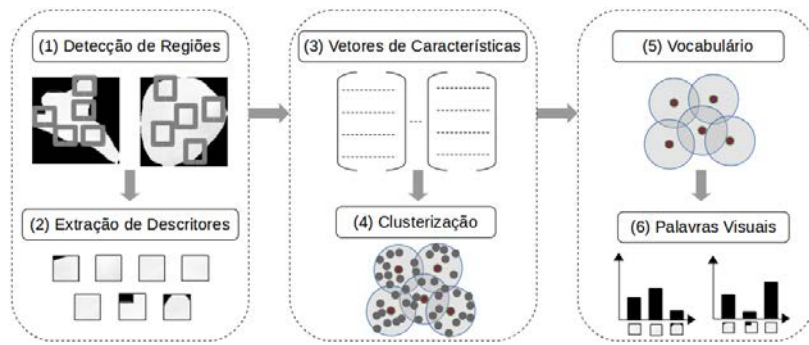 (1) Detecção de Regiões
(2) Extração de Descritores
(3) Vetores de Características
...
(4) Clusterização
(5) Vocabulário
(6) Palavras Visuais